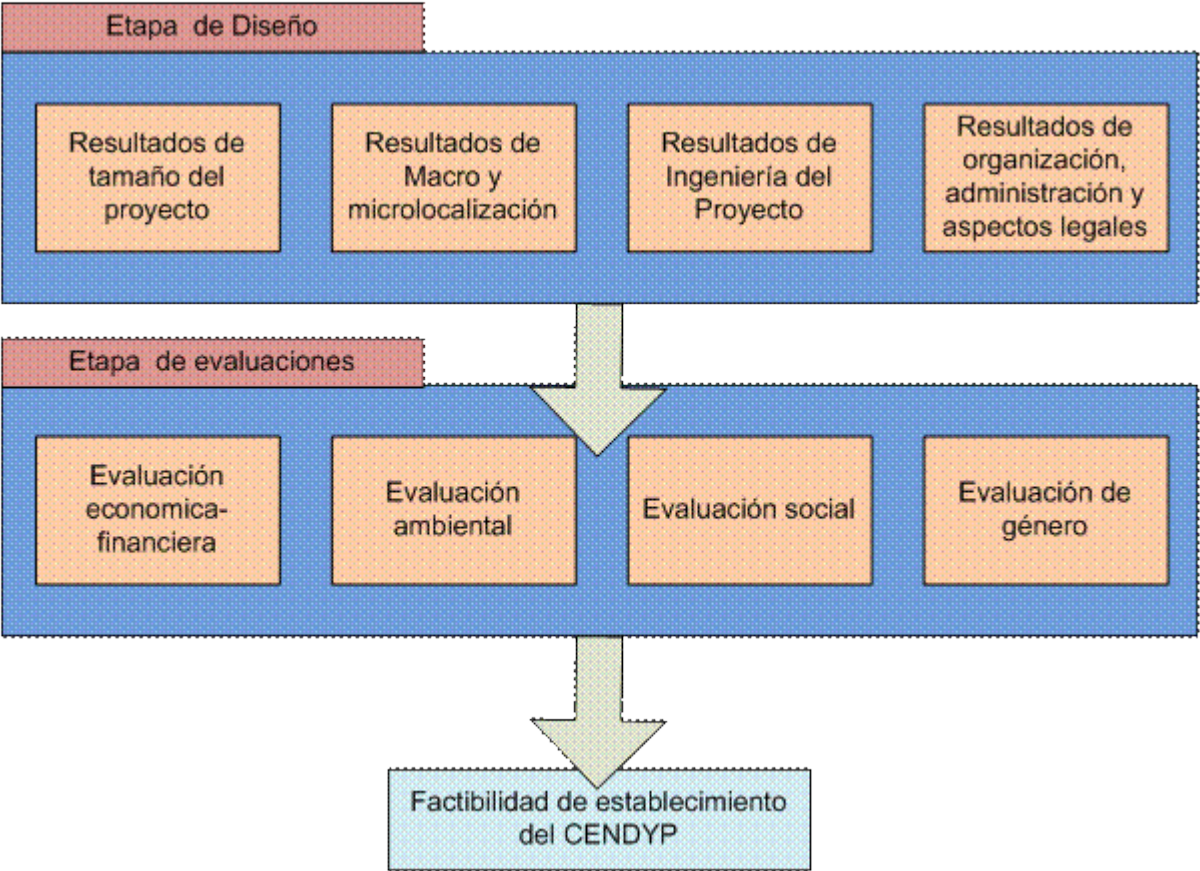 Etapa de Diseño
Resultados de
tamaño del
proyecto
Resultados de
Macro y
microlocalización
Resultados de
Ingeniería del
Proyecto
Resultados de
organización,
administración y
aspectos legales
Etapa de evaluaciones
Evaluación
economica-
financiera
Evaluación
ambiental
Evaluación social
Evaluación de
género
Factibilidad de establecimiento
del CENDYP